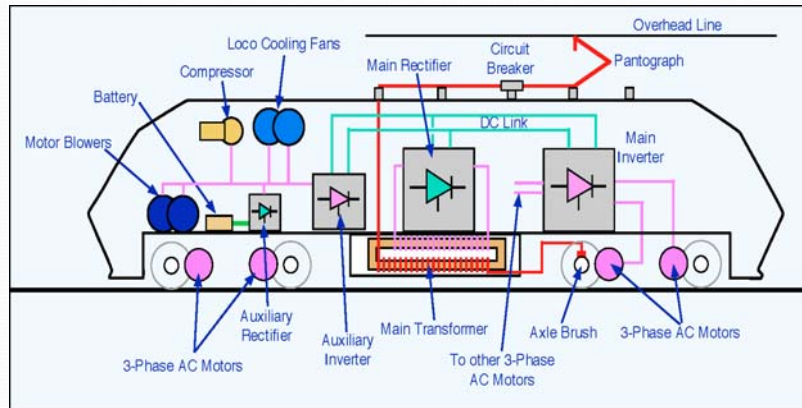 Overhead Line
Loco Cooling Fans
Circuit
Breaker
Main Rectifier
Pantograph
Compressor
Battery
DC Link
Main
Inverter
Motor Blowers
Auxiliary
Rectifier
Auxiliary
Inverter
Main Transformer
Axle Brush
3-Phase AC Motors
3-Phase AC Motors
To other 3-Phase
AC Motors